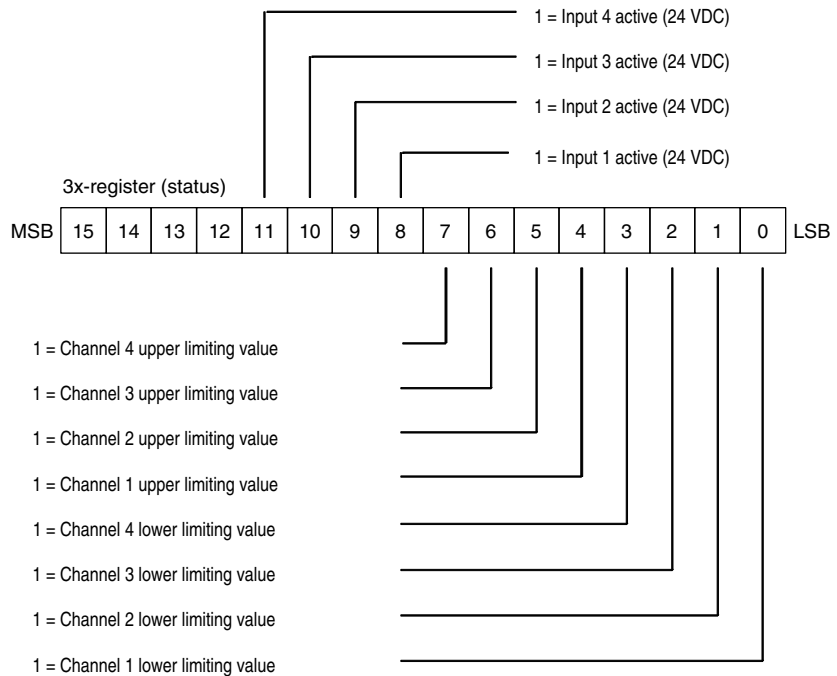 1 = Input 4 active (24 VDC)
1 = Input 3 active (24 VDC)
1 = Input 2 active (24 VDC)
1 = Input 1 active (24 VDC)
3x-register (status)
MSB 15 14 13 12 11 10 9 8 7 6 5 4 3 2 1 0 LSB
1 = Channel 4 upper limiting value
1 = Channel 3 upper limiting value
1 = Channel 2 upper limiting value
1 = Channel 1 upper limiting value
1 = Channel 4 lower limiting value
1 = Channel 3 lower limiting value
1 = Channel 2 lower limiting value
1 = Channel 1 lower limiting value